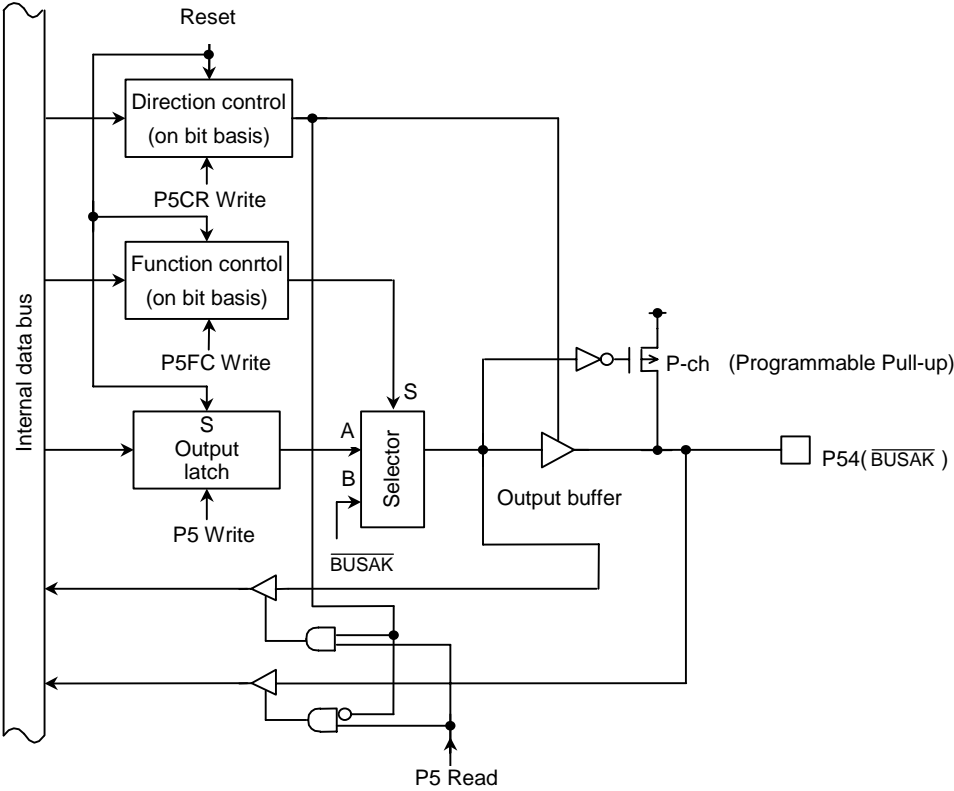 Reset
Direction control
(on bit basis)
P5CR Write
Function conrtol
(on bit basis)
Internal data bus
P5FC Write
P-ch (Programmable Pull-up)
S
S
Output
latch
A
B
Selector
P54( BUSAK )
Output buffer
P5 Write
BUSAK
P5 Read